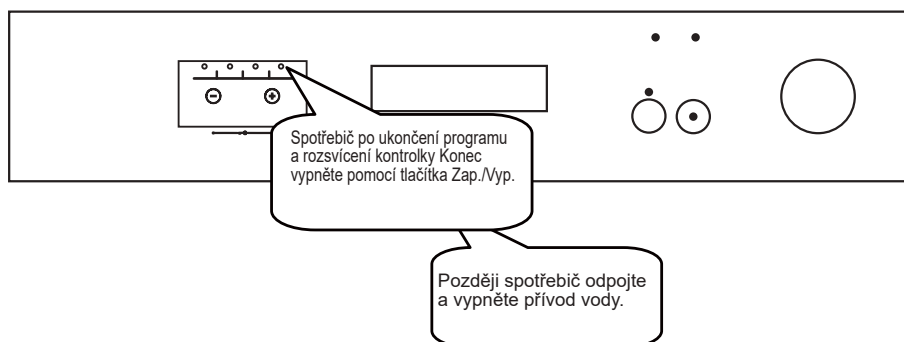 Spotřebič po ukončení programu
a rozsvícení kontrolky Konec
vypněte pomocí tlačítka Zap./Vyp.
Později spotřebič odpojte
a vypněte přívod vody.